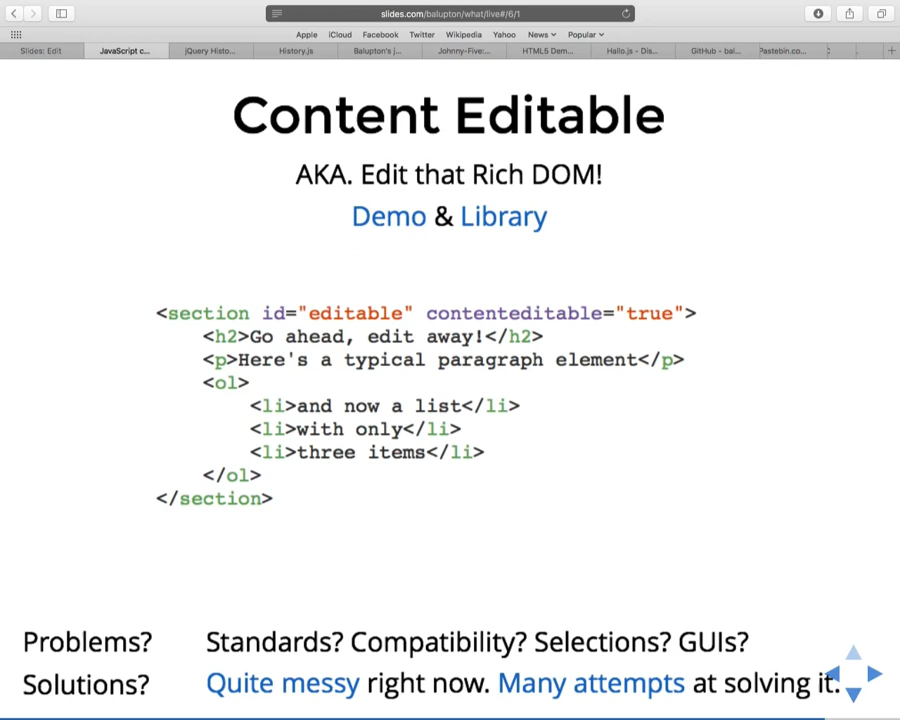 slides.com/balupton/what/live#/6/1
Apple iCloud Facebook Twitter Wikipedia Yahoo News Popular
Slides: Edit JavaScript c... jQuery Histo... History.js Balupton's j... Johnny-Five:... HTML5 Dem... Hallo.js - Dis... GitHub - bal... Pastebin.co...
Content Editable
AKA. Edit that Rich DOM!
Demo & Library
<section id="editable" contenteditable="true">
<h2>Go ahead, edit away!</h2>
<p>Here's a typical paragraph element</p>
<ol>
<li>and now a list</li>
<li>with only</li>
<li>three items</li>
</ol>
</section>
Problems? Standards? Compatibility? Selections? GUIs?
Solutions? Quite messy right now. Many attempts at solving it.